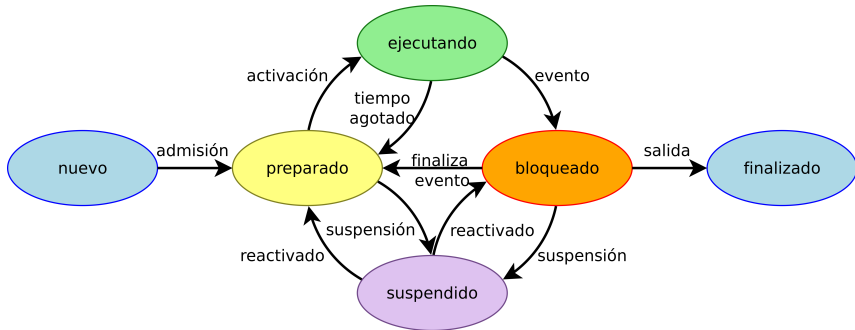 ejecutando
activación
evento
tiempo
agotado
admisión
finaliza
evento
salida
nuevo
preparado
bloqueado
finalizado
suspensión
reactivado
reactivado
suspensión
suspendido